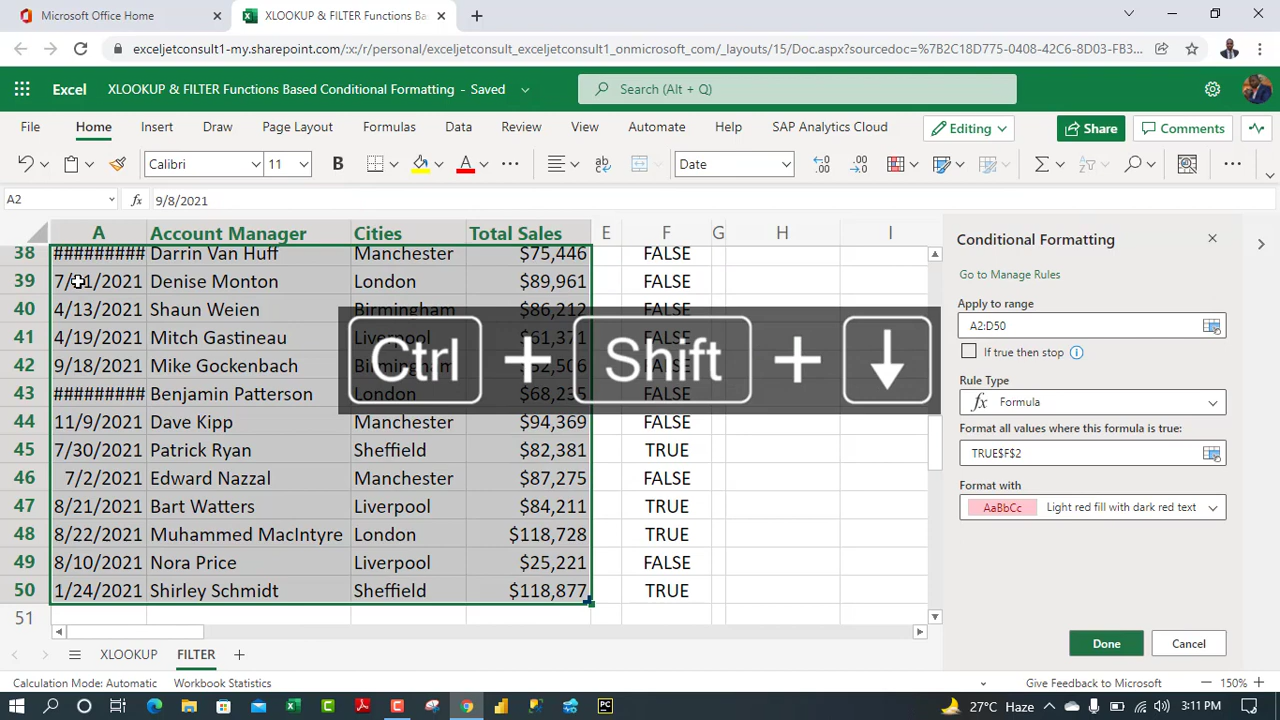 Microsoft Office Home
XLOOKUP & FILTER Functions Ba
exceljetconsult1-my.sharepoint.com/:x:/r/personal/exceljetconsult_exceljetconsult1_onmicrosoft_com/_layouts/15/Doc.aspx?sourcedoc=%7B2C18D775-0408-42C6-8D03-FB3...
Excel
XLOOKUP & FILTER Functions Based Conditional Formatting - Saved
Search (Alt + Q)
File Home Insert Draw Page Layout Formulas Data Review View Automate Help SAP Analytics Cloud Editing Share Comments
Calibri 11 B A Date
A2 fx 9/8/2021
A Account Manager Cities Total Sales E F G H I
38 ######### Darrin Van Huff Manchester $75,446 FALSE
39 7/ 1/2021 Denise Monton London $89,961 FALSE
40 4/13/2021 Shaun Weien Birmingham $86,212 FALSE
41 4/19/2021 Mitch Gastineau Liverpool $61,371
42 9/18/2021 Mike Gockenbach
43 ######### Benjamin Patterson London $68,235
44 11/9/2021 Dave Kipp Manchester $94,369 FALSE
45 7/30/2021 Patrick Ryan Sheffield $82,381 TRUE
46 7/2/2021 Edward Nazzal Manchester $87,275 FALSE
47 8/21/2021 Bart Watters Liverpool $84,211 TRUE
48 8/22/2021 Muhammed MacIntyre London $118,728 TRUE
49 8/10/2021 Nora Price Liverpool $25,221 FALSE
50 1/24/2021 Shirley Schmidt Sheffield $118,877 TRUE
51
Ctrl + Shift + ↓
Conditional Formatting
Go to Manage Rules
Apply to range
A2:D50
If true then stop
Rule Type
fx Formula
Format all values where this formula is true:
TRUE$F$2
Format with
AaBbCc Light red fill with dark red text
Done Cancel
XLOOKUP FILTER
Calculation Mode: Automatic Workbook Statistics Give Feedback to Microsoft 150%
27°C Haze 3:11 PM